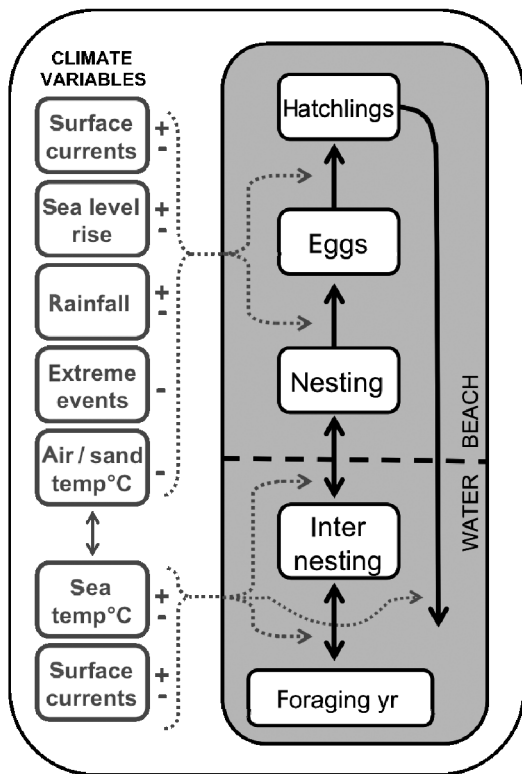 CLIMATE
VARIABLES
Surface
currents
+
-
Sea level
rise
+
-
Rainfall
+
-
Extreme
events
-
Air / sand
temp°C
-
Sea
temp°C
+
-
Surface
currents
+
-
Hatchlings
Eggs
Nesting
BEACH
WATER
Inter
nesting
Foraging yr